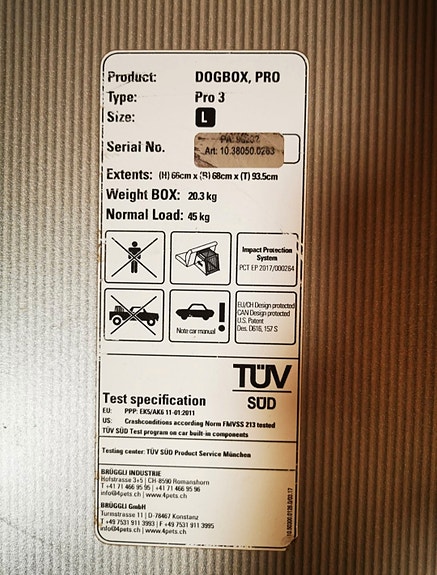 Product: DOGBOX, PRO
Type: Pro 3
Size: L
Serial No.
Art: 10.38050.0263
Extents: (H) 66cm x (B) 68cm x (T) 93.5cm
Weight BOX: 20.3 kg
Normal Load: 45 kg
Impact Protection
System
PCT EP 2017/000264
Note car manual
!
EU/CH Design protected
CAN Design protected
U.S. Patent
Des. D616, 157 S
TÜV
SÜD
Test specification
EU: PPP: EK5/AK6 11-01:2011
US: Crashconditions according Norm FMVSS 213 tested
TÜV SÜD Test program on car built-in components
Testing center: TÜV SÜD Product Service München
BRÜGGLI INDUSTRIE
Hofstrasse 3+5 | CH-8590 Romanshorn
T +41 71 466 95 95 | +41 71 466 95 96
info@4pets.ch | www.4pets.ch
BRÜGGLI GmbH
Turmstrasse 11 | D-78467 Konstanz
T +49 7531 911 3993 | F +49 7531 911 3995
info@4pets.ch | www.4pets.ch